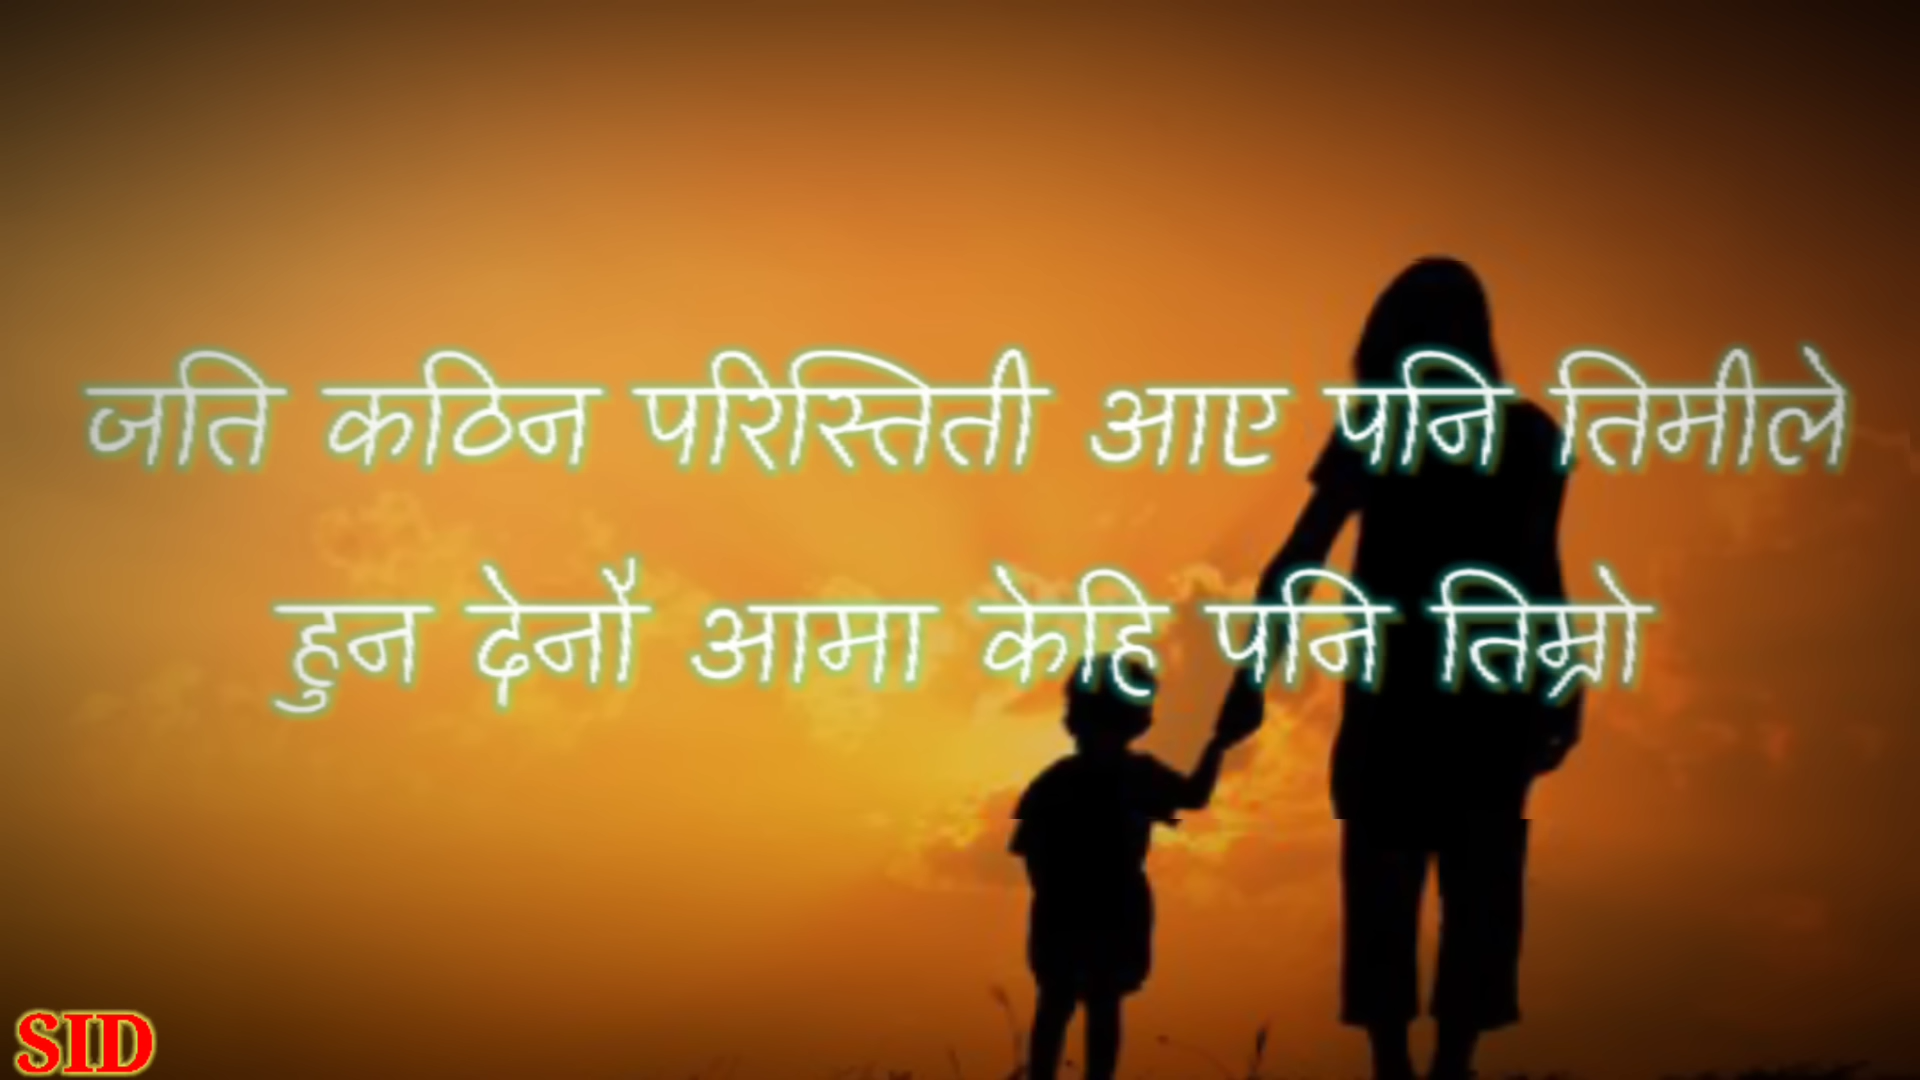 जति कठिन परिस्तिती आए पनि तिमीले
हुन देनौ आमा केहि पनि तिम्रो
SID